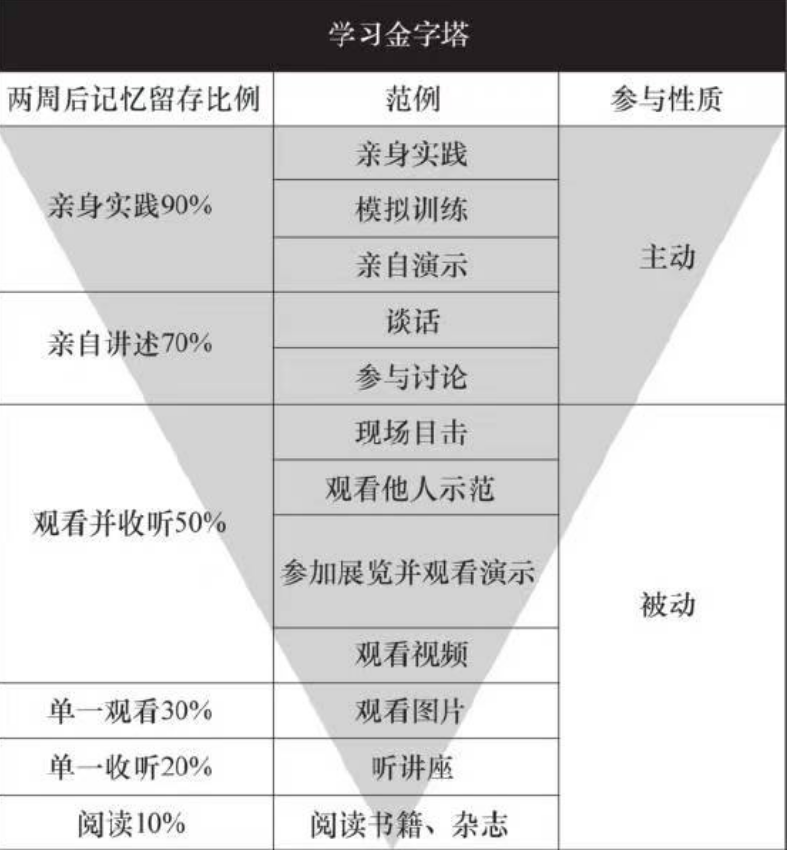 学习金字塔
两周后记忆留存比例 范例 参与性质
亲身实践90%
亲身实践
模拟训练
亲自演示
主动
亲自讲述70%
谈话
参与讨论
观看并收听50%
现场目击
观看他人示范
参加展览并观看演示
观看视频
被动
单一观看30% 观看图片
单一收听20% 听讲座
阅读10% 阅读书籍、杂志